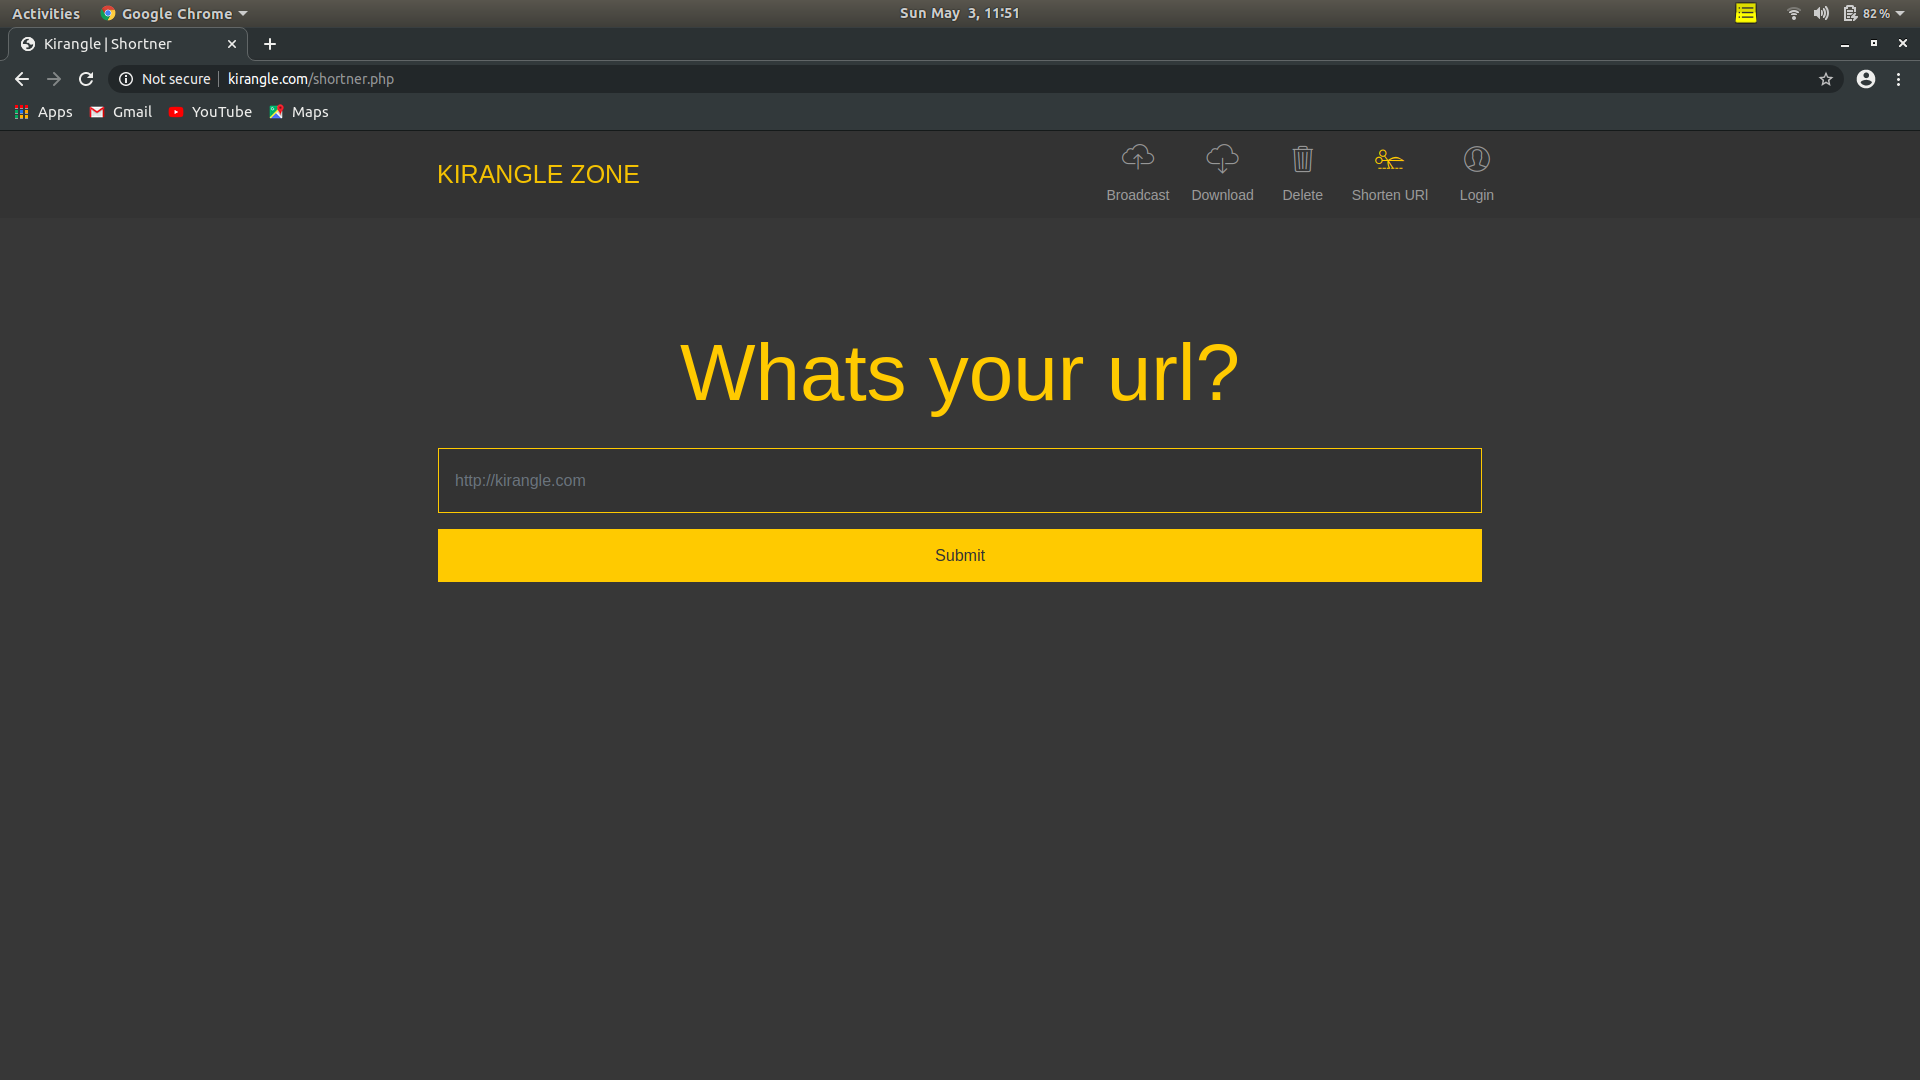 Activities Google Chrome Sun May 3, 11:51 82 %
Kirangle | Shortner
Not secure kirangle.com/shortner.php
Apps Gmail YouTube Maps
KIRANGLE ZONE
Broadcast Download Delete Shorten URl Login
Whats your url?
http://kirangle.com
Submit